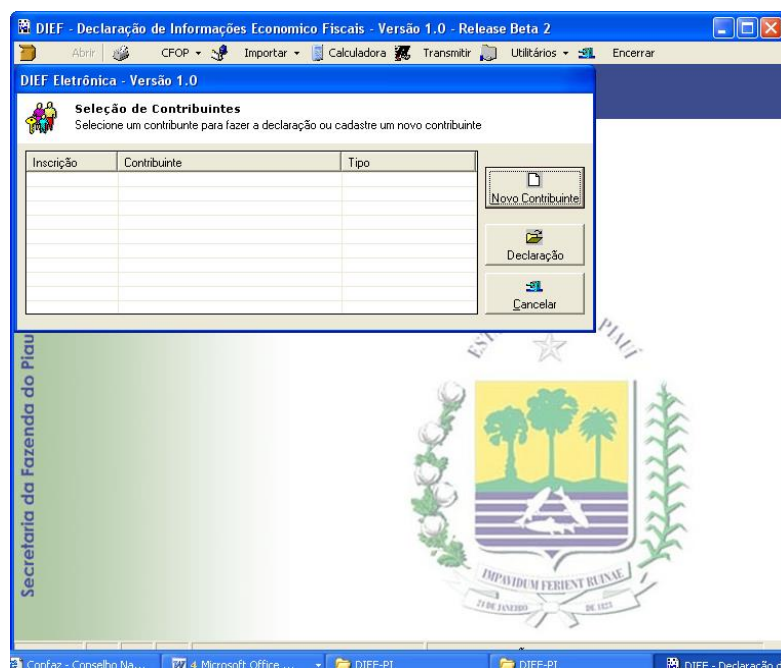 DIEF - Declaração de Informações Economico Fiscais - Versão 1.0 - Release Beta 2
Abrir CFOP Importar Calculadora Transmitir Utilitários Encerrar
DIEF Eletrônica - Versão 1.0
Seleção de Contribuintes
Selecione um contribunte para fazer a declaração ou cadastre um novo contribuinte
Inscrição Contribuinte Tipo
Novo Contribuinte
Declaração
Cancelar
Secretaria da Fazenda do Piau
PIAUÍ
IMPAVIDUM FERIENT RUINAE
DE 1823
Confaz - Conselho Na... 4 Microsoft Office ... DIEF-PI DIEF-PI DIEF - Declaração d